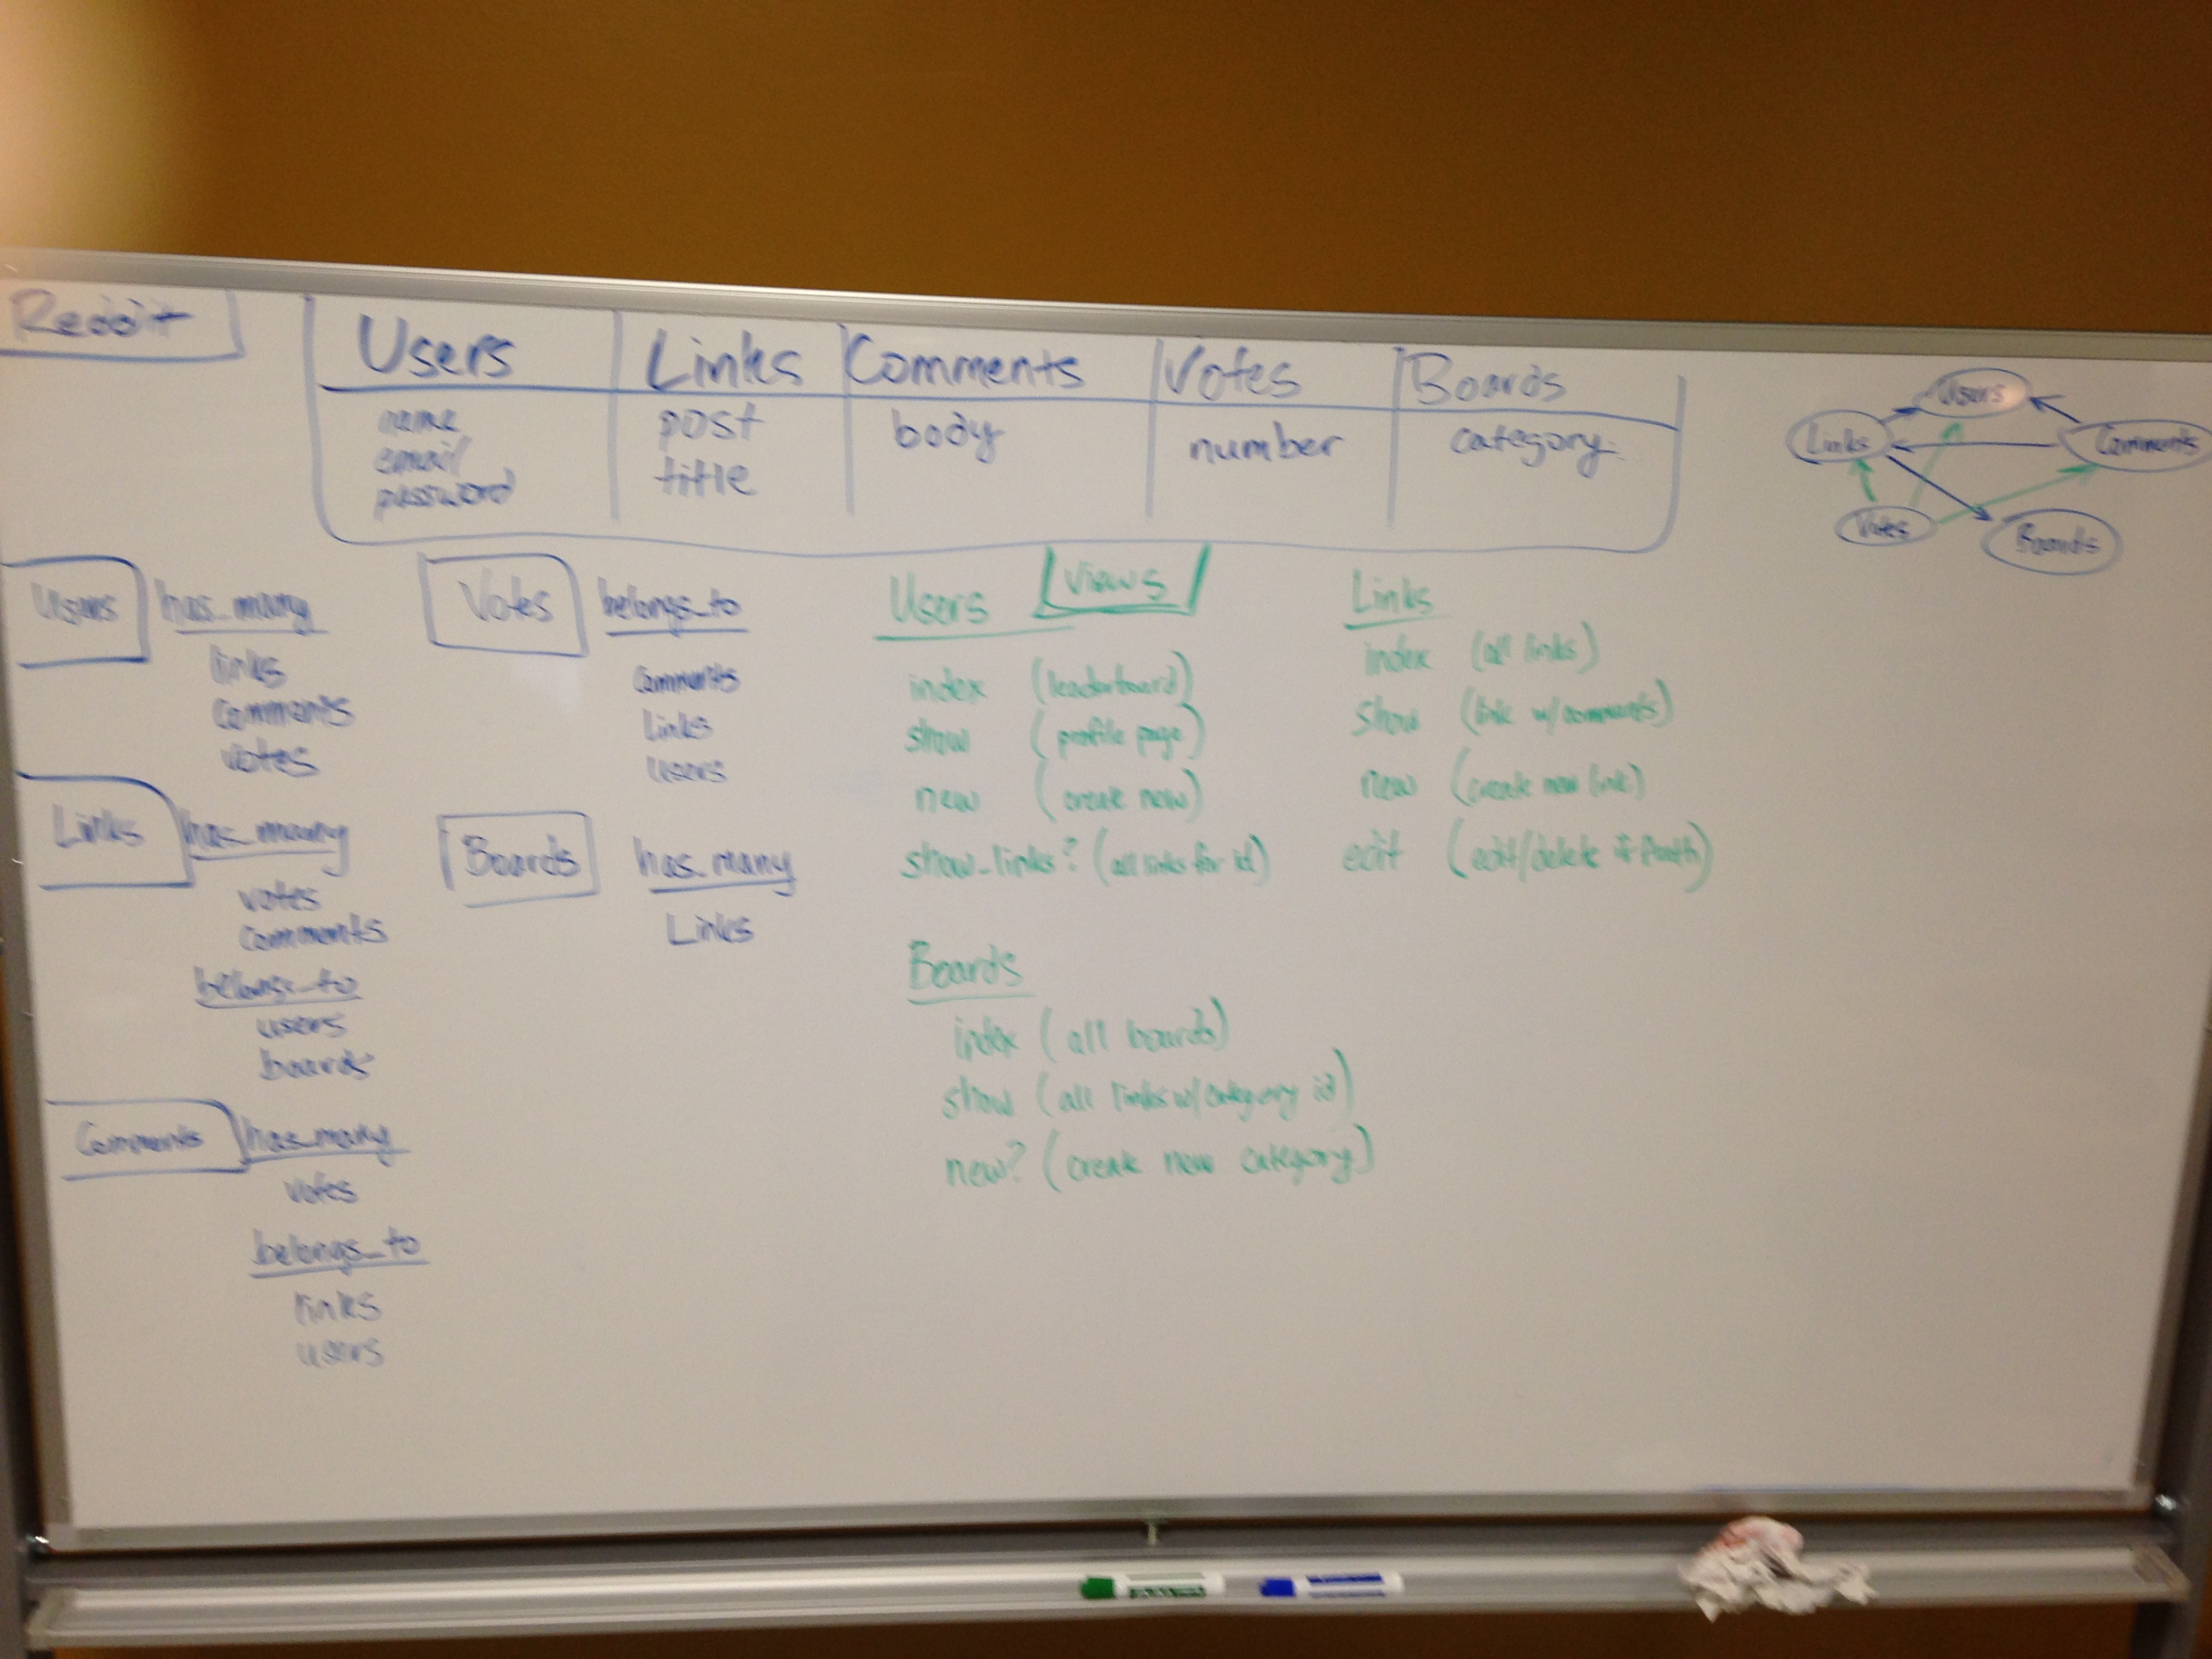 Reddit
Users Links Comments Votes Boards
name post body number category
email title
password
Users
Links Comments
Votes Boards
Users has_many
links
comments
votes
Links has_many
votes
comments
belongs_to
users
boards
Comments has_many
votes
belongs_to
links
users
Votes belongs_to
comments
links
users
Boards has_many
Links
Views
Users
index (leaderboard)
show (profile page)
new (create new)
show_links? (all links for id)
Links
index (all links)
show (link w/comments)
new (create new link)
edit (edit/delete
Boards
index (all boards)
show (all links w/category id)
new? (create new category)